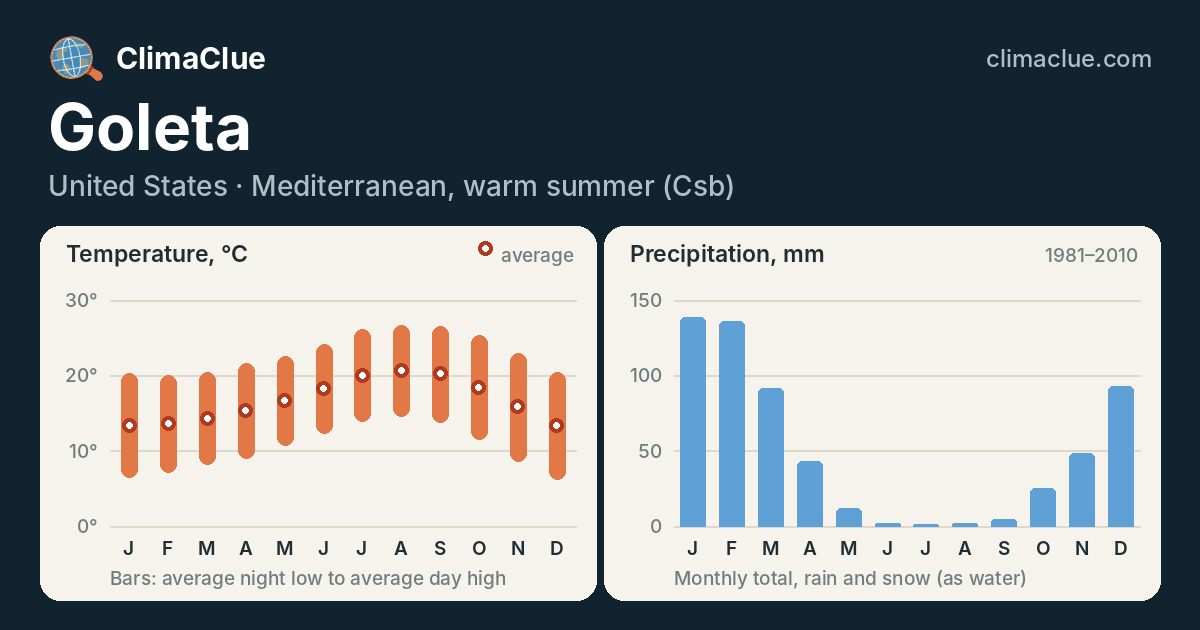 ClimaClue
climaclue.com
Goleta
United States · Mediterranean, warm summer (Csb)
Temperature, °C
average
30°
20°
10°
0°
J F M A M J J A S O N D
Bars: average night low to average day high
Precipitation, mm
1981–2010
150
100
50
0
J F M A M J J A S O N D
Monthly total, rain and snow (as water)